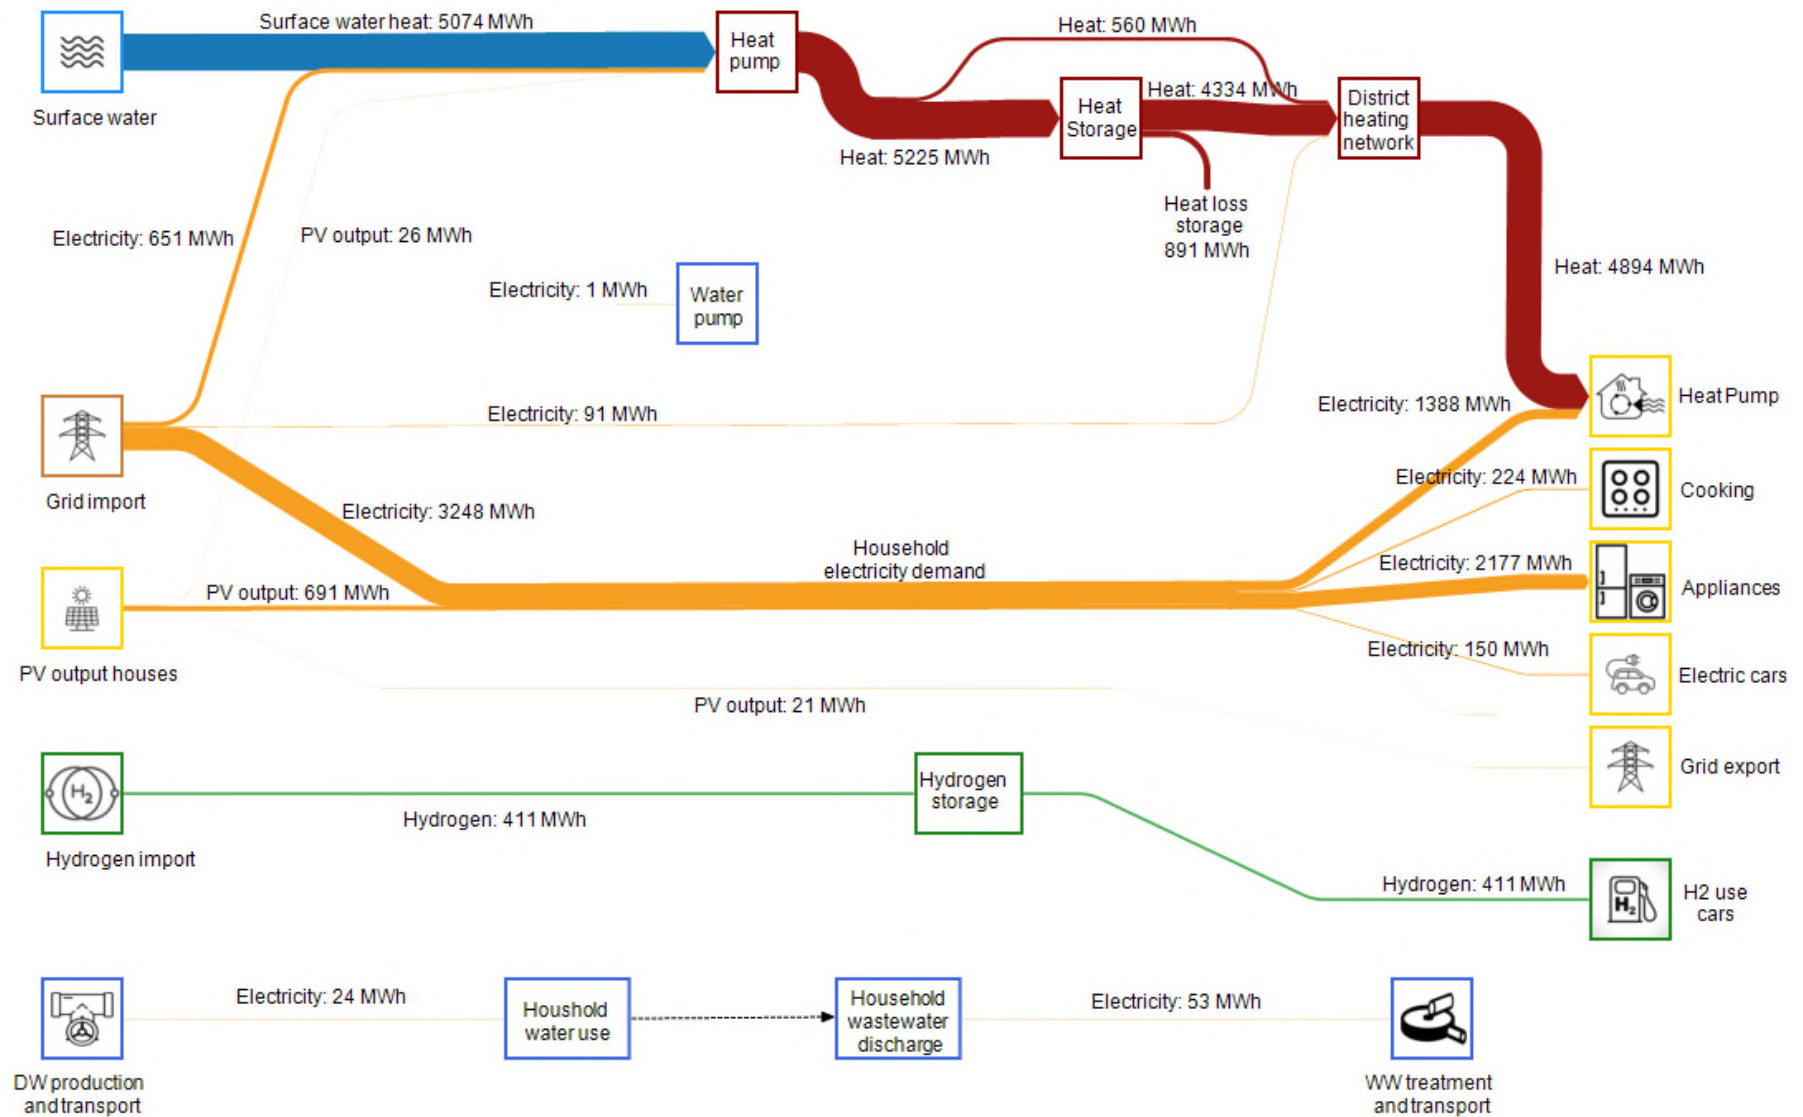 Surface water heat: 5074 MWh
Heat
pump
Heat: 560 MWh
Heat
Storage
Heat: 4334 MWh
District
heating
network
Surface water
Heat: 5225 MWh
Heat loss
storage
891 MWh
Electricity: 651 MWh
PV output: 26 MWh
Electricity: 1 MWh
Water
pump
Heat: 4894 MWh
Electricity: 91 MWh
Electricity: 1388 MWh
Heat Pump
Grid import
Electricity: 3248 MWh
Electricity: 224 MWh
Cooking
Household
electricity demand
Electricity: 2177 MWh
Appliances
PV output: 691 MWh
PV output houses
Electricity: 150 MWh
Electric cars
PV output: 21 MWh
Grid export
H2
Hydrogen import
Hydrogen: 411 MWh
Hydrogen
storage
Hydrogen: 411 MWh
H2
H2 use
cars
Electricity: 24 MWh
Houshold
water use
Household
wastewater
discharge
Electricity: 53 MWh
DW production
and transport
WW treatment
and transport